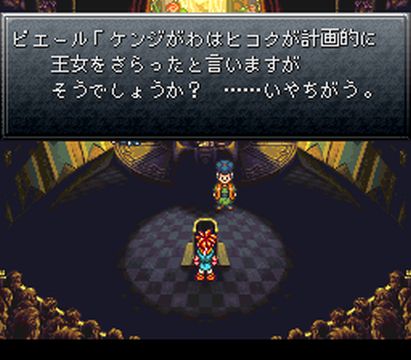 ピエール「ケンジがわはヒコクが計画的に
王女をさらったと言いますが
そうでしょうか？ ……いやちがう。